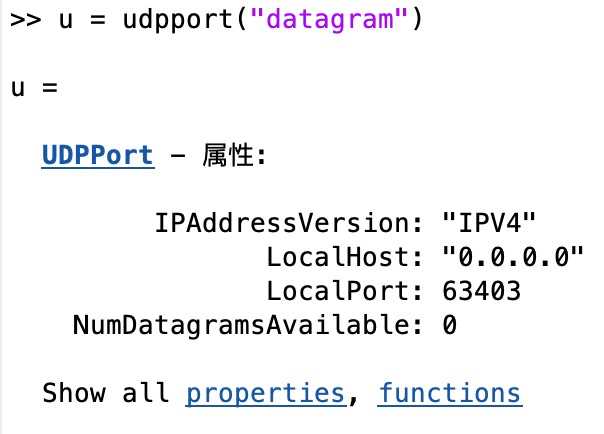 >> u = udpport("datagram")
u =
UDPPort - 属性:
IPAddressVersion: "IPV4"
LocalHost: "0.0.0.0"
LocalPort: 63403
NumDatagramsAvailable: 0
Show all properties, functions